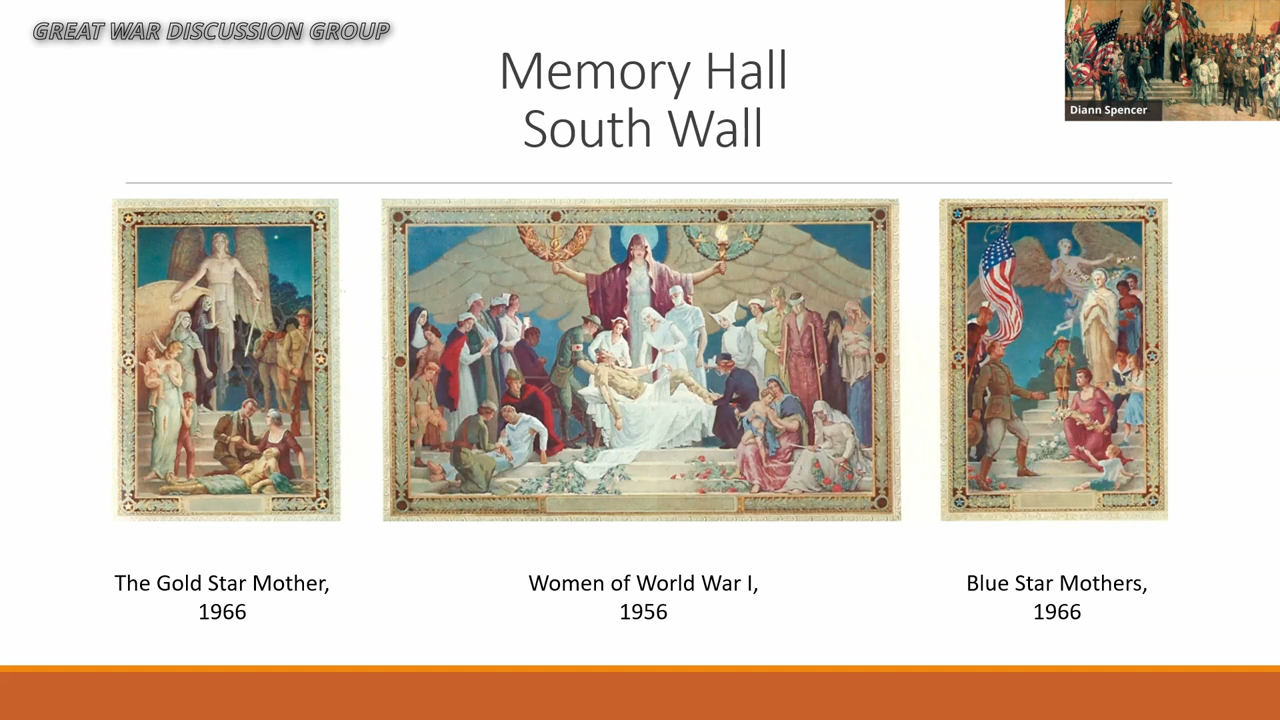 GREAT WAR DISCUSSION GROUP
Memory Hall
South Wall
Diann Spencer
The Gold Star Mother,
1966
Women of World War I,
1956
Blue Star Mothers,
1966